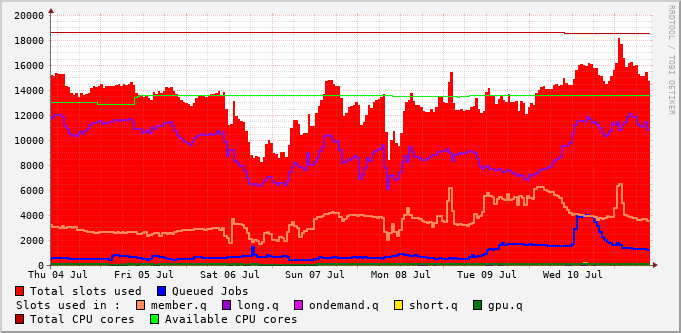 20000
18000
16000
14000
12000
10000
8000
6000
4000
2000
0
Thu 04 Jul Fri 05 Jul Sat 06 Jul Sun 07 Jul Mon 08 Jul Tue 09 Jul Wed 10 Jul
Total slots used Queued Jobs
Slots used in : member.q long.q ondemand.q short.q gpu.q
Total CPU cores Available CPU cores
RRDTOOL / TOBI OETIKER